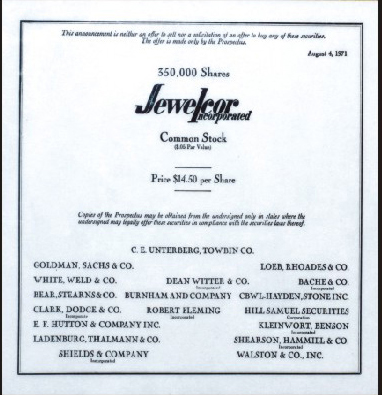 This announcement is neither an offer to sell nor a solicitation of an offer to buy any of these securities.
The offer is made only by the Prospectus.
August 4, 1971
350,000 Shares
Jewelcor
Incorporated
Common Stock
($.05 Par Value)
Price $14.50 per Share
Copies of the Prospectus may be obtained from the undersigned only in states where the
undersigned may legally offer these securities in compliance with the securities laws thereof.
C. E. UNTERBERG, TOWBIN CO.
GOLDMAN, SACHS & CO. LOEB, RHOADES & CO
WHITE, WELD & CO. DEAN WITTER & CO. BACHE & CO
Incorporated Incorporated
BEAR, STEARNS & CO. BURNHAM AND COMPANY CBWL-HAYDEN, STONE INC
CLARK, DODGE & CO. ROBERT FLEMING HILL SAMUEL SECURITIES
Incorporated Incorporated Corporation
E. F. HUTTON & COMPANY INC. KLEINWORT, BENSON
Incorporated
LADENBURG, THALMANN & CO. SHEARSON, HAMMILL & CO
Incorporated
SHIELDS & COMPANY WALSTON & CO., INC.
Incorporated